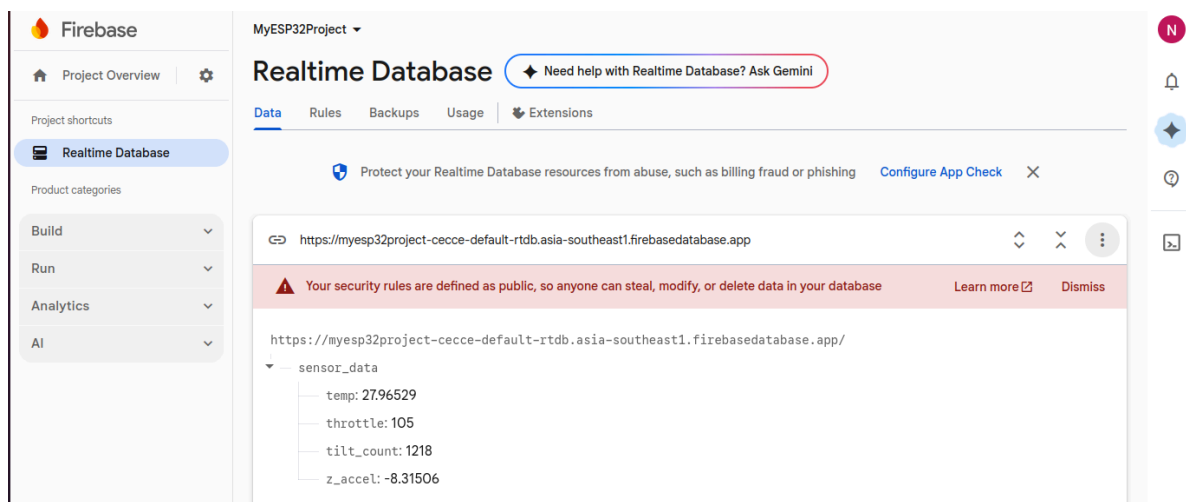 Firebase
Project Overview
Project shortcuts
Realtime Database
Product categories
Build
Run
Analytics
AI
MyESP32Project
Realtime Database
Need help with Realtime Database? Ask Gemini
Data Rules Backups Usage Extensions
Protect your Realtime Database resources from abuse, such as billing fraud or phishing Configure App Check
https://myesp32project-cecce-default-rtdb.asia-southeast1.firebasedatabase.app
Your security rules are defined as public, so anyone can steal, modify, or delete data in your database Learn more Dismiss
https://myesp32project-cecce-default-rtdb.asia-southeast1.firebasedatabase.app/
sensor_data
temp: 27.96529
throttle: 105
tilt_count: 1218
z_accel: -8.31506
N